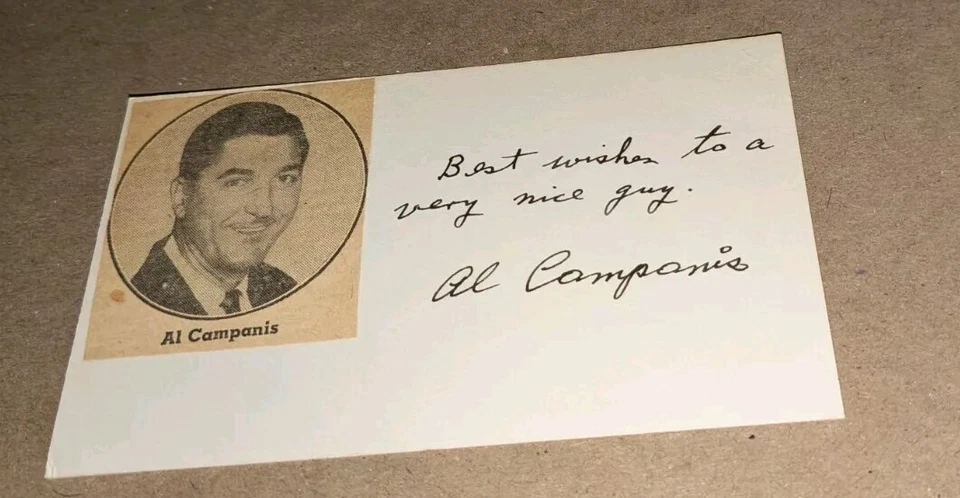 Best wishes to a
very nice guy.
Al Campanis
Al Campanis